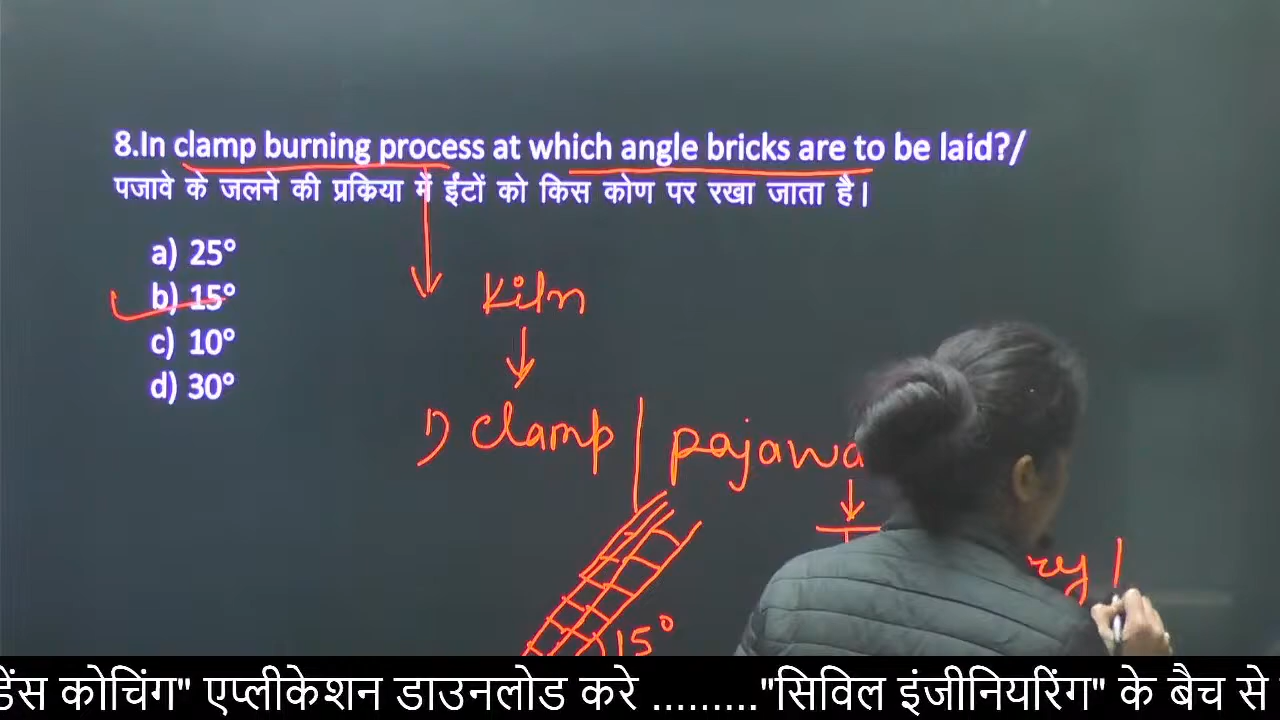 8.In clamp burning process at which angle bricks are to be laid?/
पजावे के जलने की प्रक्रिया में ईंटों को किस कोण पर रखा जाता है।
a) 25°
b) 15°
c) 10°
d) 30°
Kiln
1) clamp | pajawa
15°
कोचिंग" एप्लीकेशन डाउनलोड करे ........."सिविल इंजीनियरिंग" के बैच से